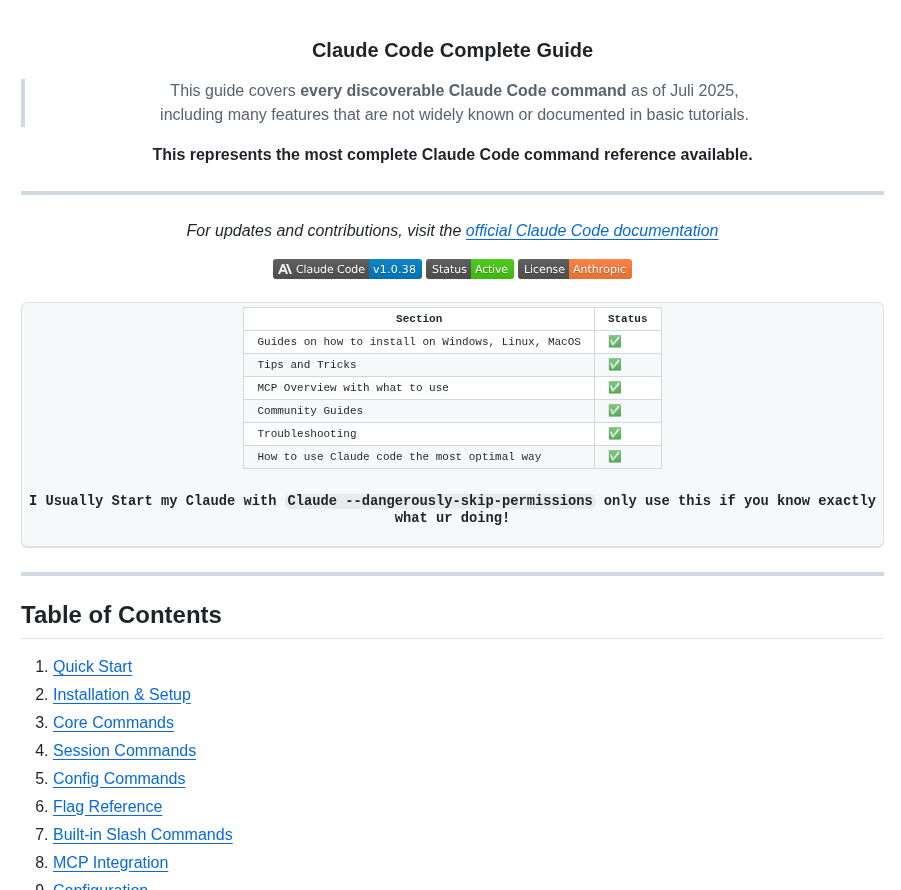 Claude Code Complete Guide
This guide covers every discoverable Claude Code command as of Juli 2025,
including many features that are not widely known or documented in basic tutorials.
This represents the most complete Claude Code command reference available.
For updates and contributions, visit the official Claude Code documentation
Claude Code v1.0.38 Status Active License Anthropic
Section Status
Guides on how to install on Windows, Linux, MacOS ✅
Tips and Tricks ✅
MCP Overview with what to use ✅
Community Guides ✅
Troubleshooting ✅
How to use Claude code the most optimal way ✅
I Usually Start my Claude with Claude --dangerously-skip-permissions only use this if you know exactly
what ur doing!
Table of Contents
1. Quick Start
2. Installation & Setup
3. Core Commands
4. Session Commands
5. Config Commands
6. Flag Reference
7. Built-in Slash Commands
8. MCP Integration
9. Configuration